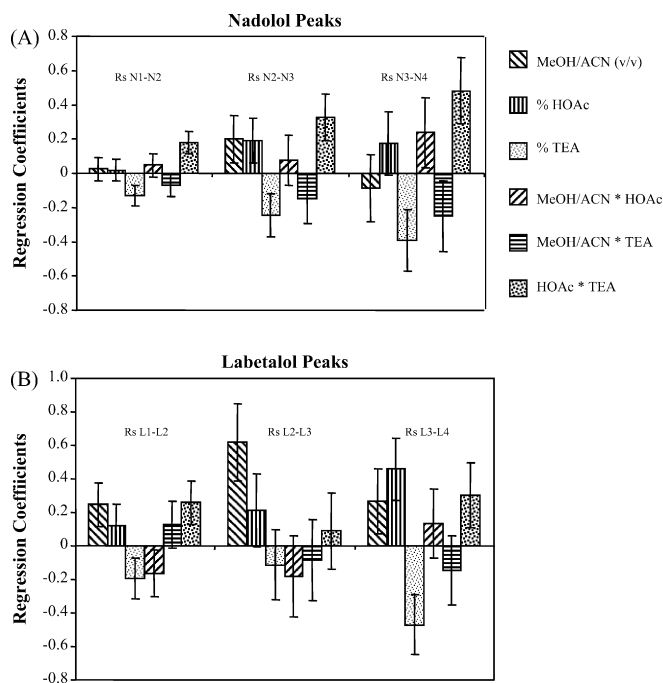 Nadolol Peaks
(A)
0.8
0.6
0.4
0.2
0
-0.2
-0.4
-0.6
-0.8
Regression Coeffiicients
Rs N1-N2
Rs N2-N3
Rs N3-N4
MeOH/ACN (v/v)
% HOAc
% TEA
MeOH/ACN * HOAc
MeOH/ACN * TEA
HOAc * TEA
Labetalol Peaks
(B)
1.0
0.8
0.6
0.4
0.2
0
-0.2
-0.4
-0.6
-0.8
Regression Coeffiicients
Rs L1-L2
Rs L2-L3
Rs L3-L4